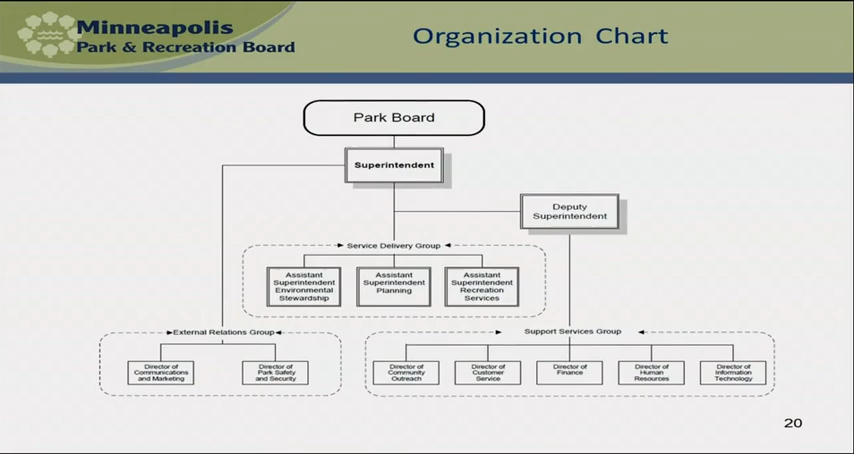 Minneapolis
Park & Recreation Board
Organization Chart
Park Board
Superintendent
Deputy
Superintendent
Service Delivery Group
Assistant
Superintendent
Environmental
Stewardship
Assistant
Superintendent
Planning
Assistant
Superintendent
Recreation
Services
External Relations Group
Director of
Communications
and Marketing
Director of
Park Safety
and Security
Support Services Group
Director of
Community
Outreach
Director of
Customer
Service
Director of
Finance
Director of
Human
Resources
Director of
Information
Technology
20